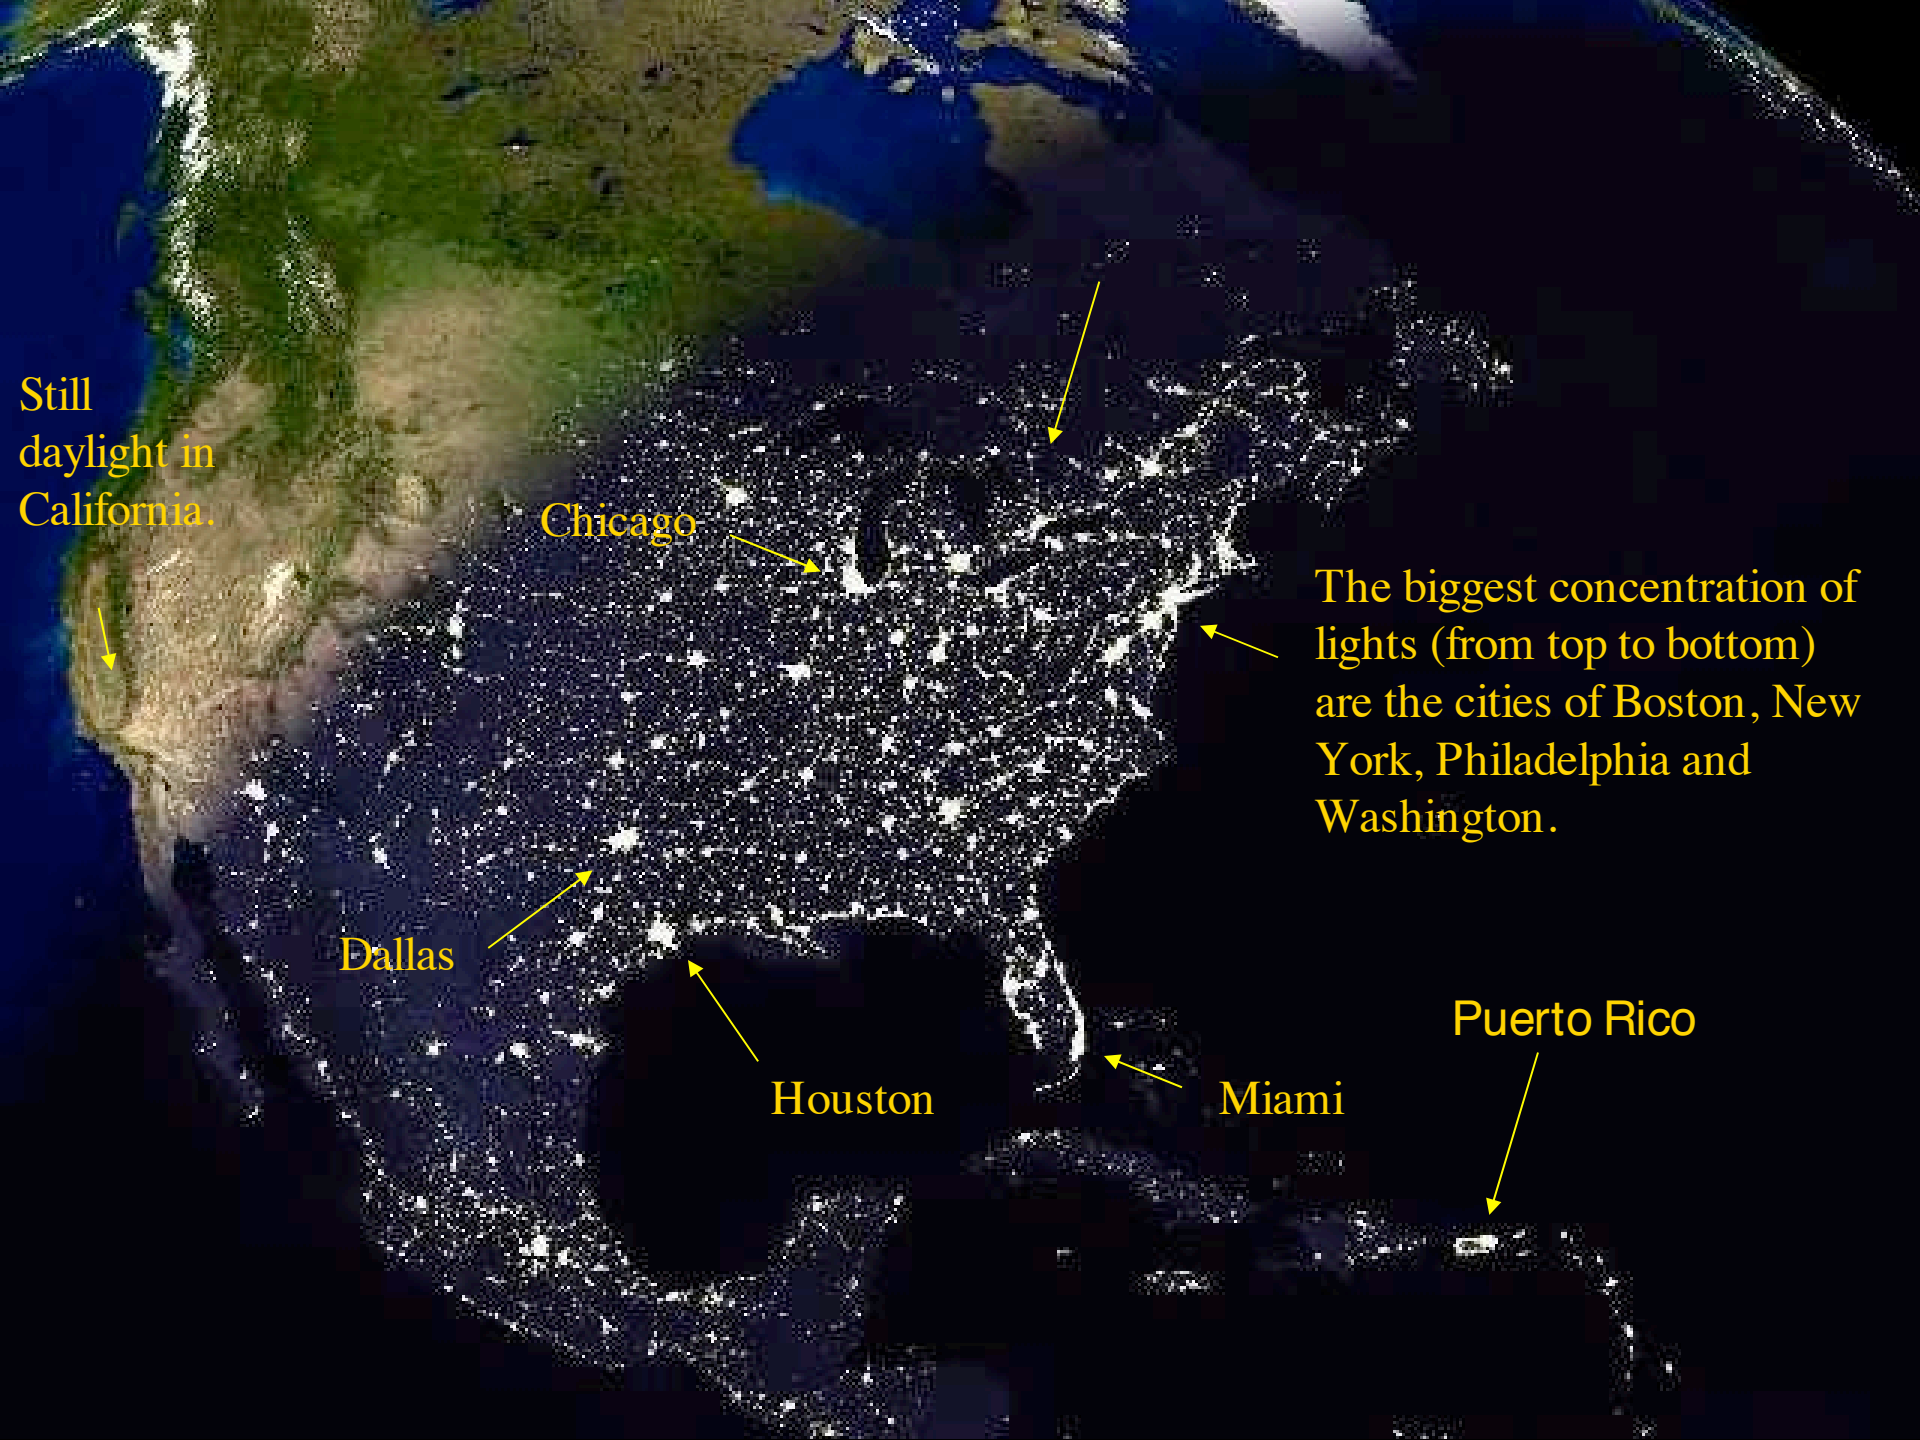 Still
daylight in
California.
Chicago
The biggest concentration of
lights (from top to bottom)
are the cities of Boston, New
York, Philadelphia and
Washington.
Dallas
Houston
Miami
Puerto Rico